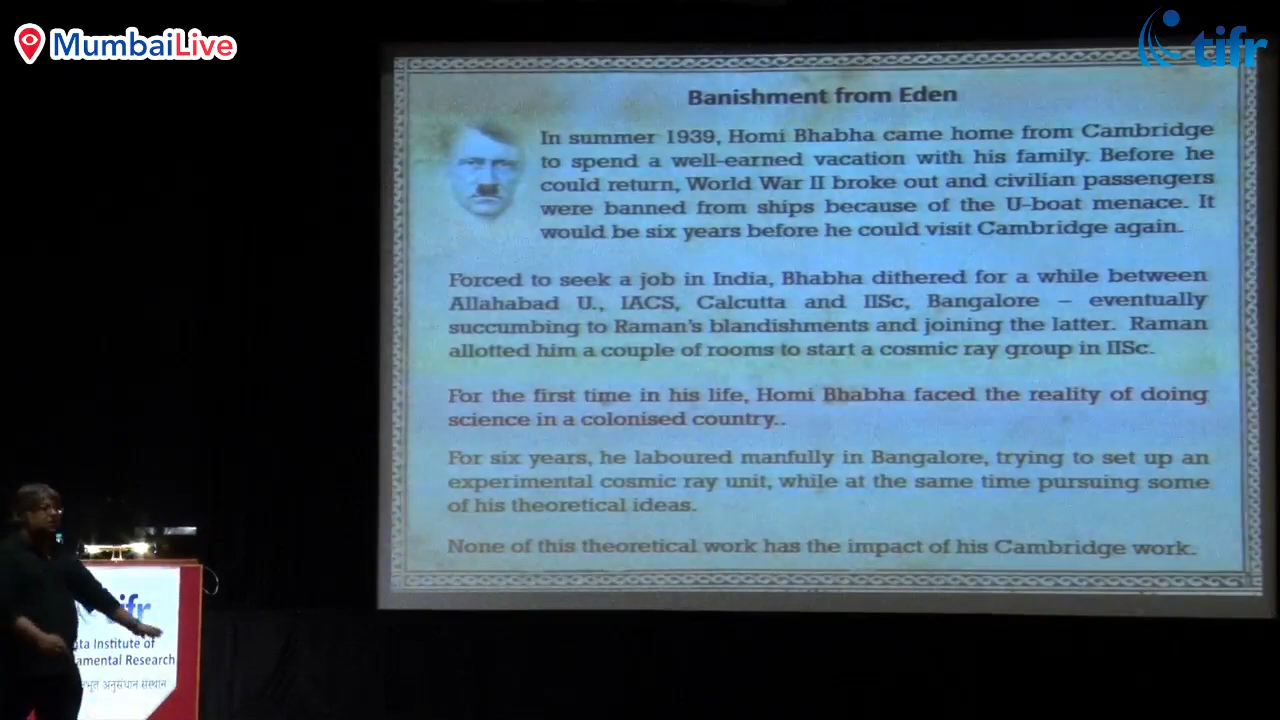 MumbaiLive
tifr
Banishment from Eden
In summer 1939, Homi Bhabha came home from Cambridge
to spend a well-earned vacation with his family. Before he
could return, World War II broke out and civilian passengers
were banned from ships because of the U-boat menace. It
would be six years before he could visit Cambridge again.
Forced to seek a job in India, Bhabha dithered for a while between
Allahabad U., IACS, Calcutta and IISc, Bangalore – eventually
succumbing to Raman's blandishments and joining the latter. Raman
allotted him a couple of rooms to start a cosmic ray group in IISc.
For the first time in his life, Homi Bhabha faced the reality of doing
science in a colonised country..
For six years, he laboured manfully in Bangalore, trying to set up an
experimental cosmic ray unit, while at the same time pursuing some
of his theoretical ideas.
None of this theoretical work has the impact of his Cambridge work.
tifr
Institute of
Research
अनुसंधान संस्थान